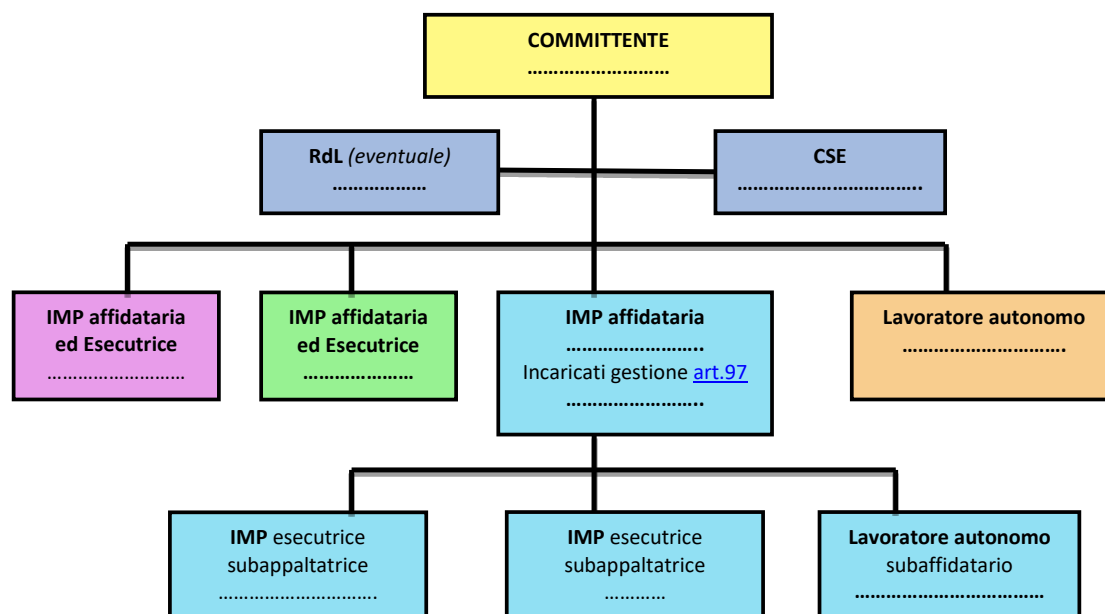 COMMITTENTE
………………………
RdL (eventuale)
………………
CSE
……………………………..
IMP affidataria
ed Esecutrice
………………………
IMP affidataria
ed Esecutrice
…………………
IMP affidataria
……………………..
Incaricati gestione art.97
……………………..
Lavoratore autonomo
………………………….
IMP esecutrice
subappaltatrice
………………………….
IMP esecutrice
subappaltatrice
…………
Lavoratore autonomo
subaffidatario
………………………………